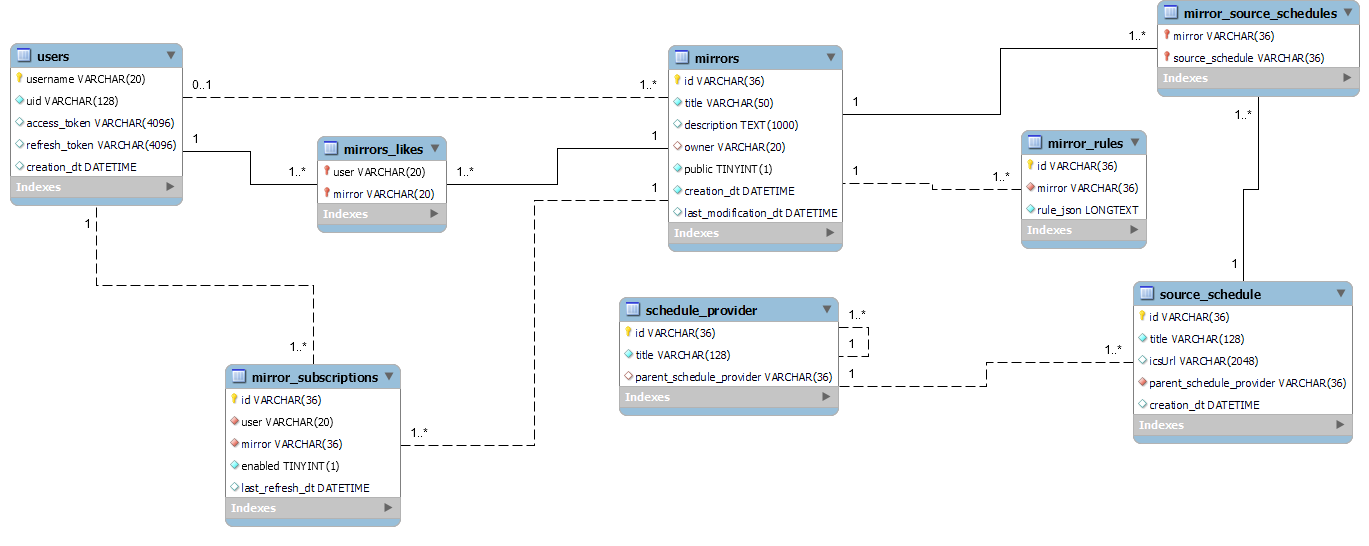 mirror_source_schedules
mirror VARCHAR(36)
source_schedule VARCHAR(36)
Indexes
1..*
1..*
users
username VARCHAR(20)
uid VARCHAR(128)
access_token VARCHAR(4096)
refresh_token VARCHAR(4096)
creation_dt DATETIME
Indexes
0..1
1..*
1
1..*
1
mirrors_likes
user VARCHAR(20)
mirror VARCHAR(20)
Indexes
1..*
1
1
mirrors
id VARCHAR(36)
title VARCHAR(50)
description TEXT(1000)
owner VARCHAR(20)
public TINYINT(1)
creation_dt DATETIME
last_modification_dt DATETIME
Indexes
1
1
1..*
mirror_rules
id VARCHAR(36)
mirror VARCHAR(36)
rule_json LONGTEXT
Indexes
1
source_schedule
id VARCHAR(36)
title VARCHAR(128)
icsUrl VARCHAR(2048)
parent_schedule_provider VARCHAR(36)
creation_dt DATETIME
Indexes
schedule_provider
id VARCHAR(36)
title VARCHAR(128)
parent_schedule_provider VARCHAR(36)
Indexes
1..*
1
1
1..*
1..*
mirror_subscriptions
id VARCHAR(36)
user VARCHAR(20)
mirror VARCHAR(36)
enabled TINYINT(1)
last_refresh_dt DATETIME
Indexes
1..*